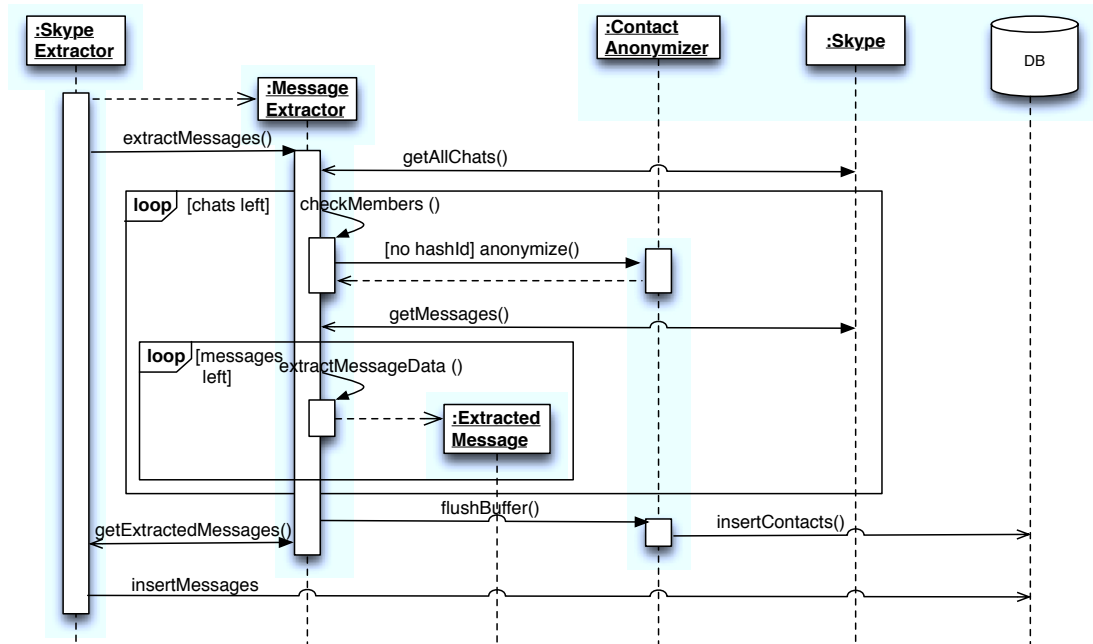 :Skype
Extractor
:Contact
Anonymizer
:Skype
DB
:Message
Extractor
extractMessages()
getAllChats()
loop
[chats left]
checkMembers ()
[no hashId] anonymize()
getMessages()
loop
[messages
left]
extractMessageData ()
:Extracted
Message
flushBuffer()
insertContacts()
getExtractedMessages()
insertMessages